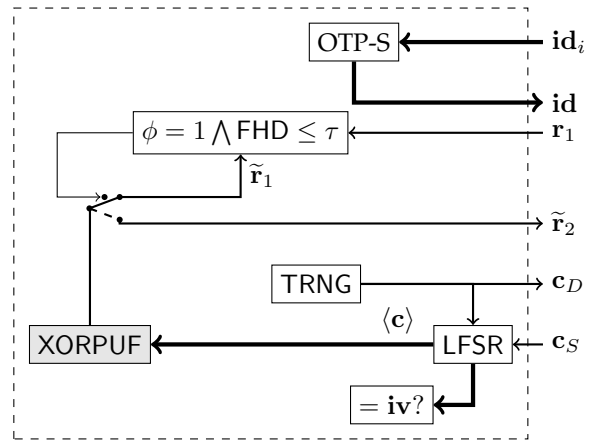 OTP-S
id_i
id
ϕ = 1 ⋀ FHD ≤ τ
r_1
r̃_1
r̃_2
TRNG
c_D
⟨c⟩
XORPUF
LFSR
c_S
= iv?